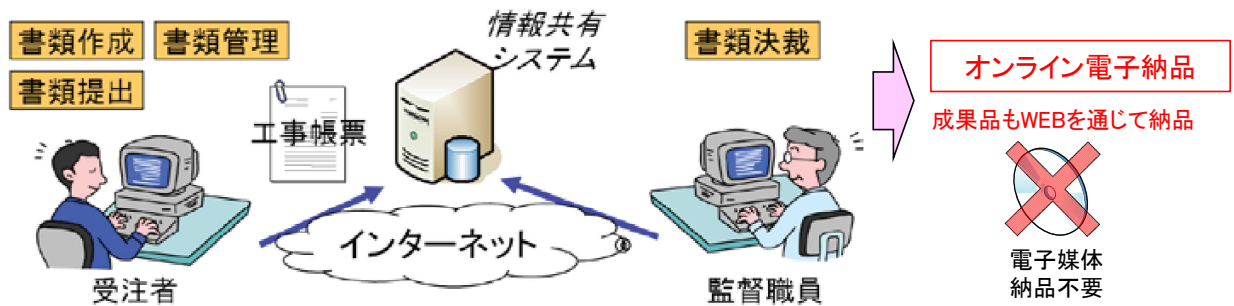 書類作成
書類管理
書類提出
工事帳票
情報共有
システム
書類決裁
インターネット
受注者
監督職員
オンライン電子納品
成果品もWEBを通じて納品
電子媒体
納品不要